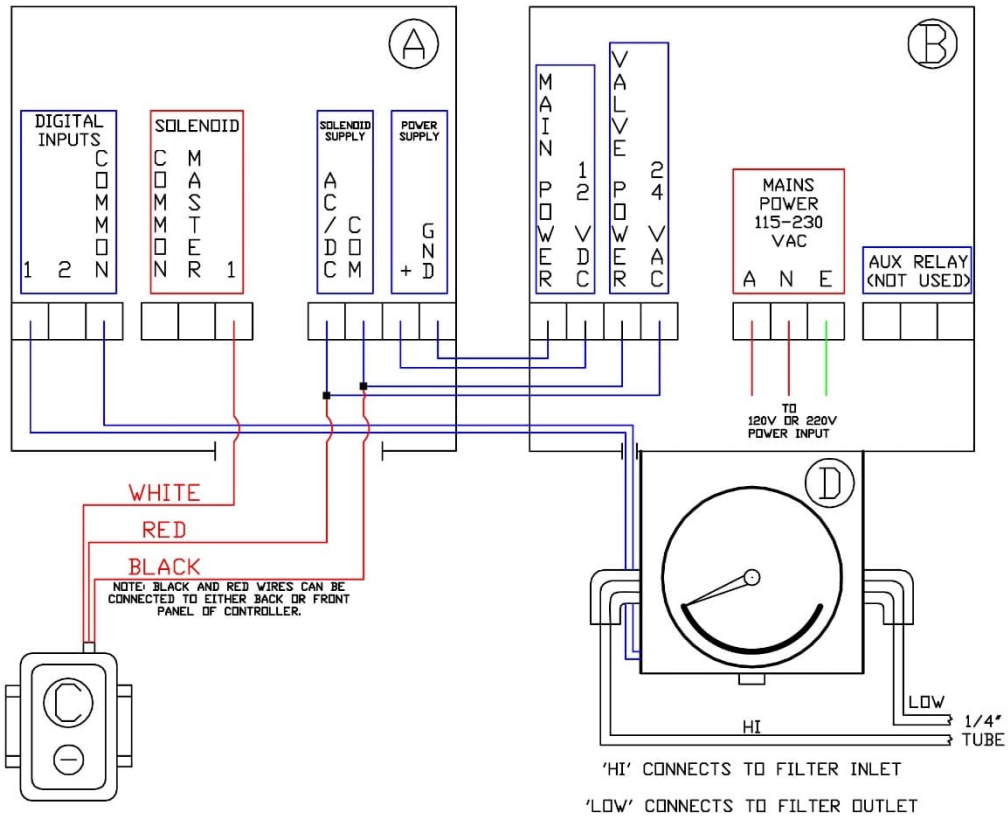 A
B
DIGITAL
INPUTS
1
2
COMMON
SOLENOID
COMMON
MASTER
1
SOLENOID
SUPPLY
AC/DC
COM
POWER
SUPPLY
+
GND
MAIN POWER
12 VDC
VALVE POWER
24 VAC
MAINS
POWER
115-230
VAC
A N E
AUX RELAY
(NOT USED)
TO
120V OR 220V
POWER INPUT
WHITE
RED
BLACK
NOTE: BLACK AND RED WIRES CAN BE
CONNECTED TO EITHER BACK OR FRONT
PANEL OF CONTROLLER.
C
D
LOW
HI
1/4"
TUBE
'HI' CONNECTS TO FILTER INLET
'LOW' CONNECTS TO FILTER OUTLET